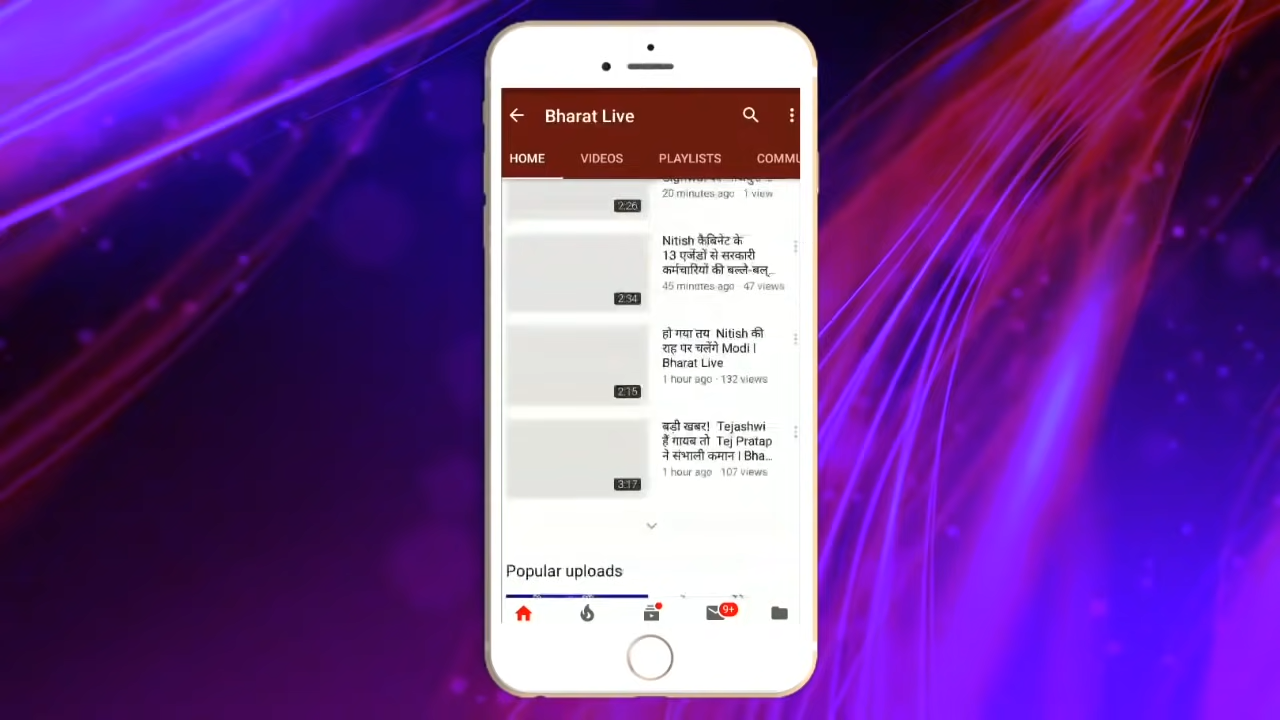 Bharat Live
HOME VIDEOS PLAYLISTS COMMU
20 minutes ago · 1 view
2:26
Nitish कैबिनेट के
13 एजेंडों से सरकारी
कर्मचारियों की बल्ले-बल्...
45 minutes ago · 47 views
2:34
हो गया तय Nitish की
राह पर चलेंगे Modi |
Bharat Live
1 hour ago · 132 views
2:15
बड़ी खबर! Tejashwi
हैं गायब तो Tej Pratap
ने संभाली कमान | Bha...
1 hour ago · 107 views
3:17
Popular uploads
9+